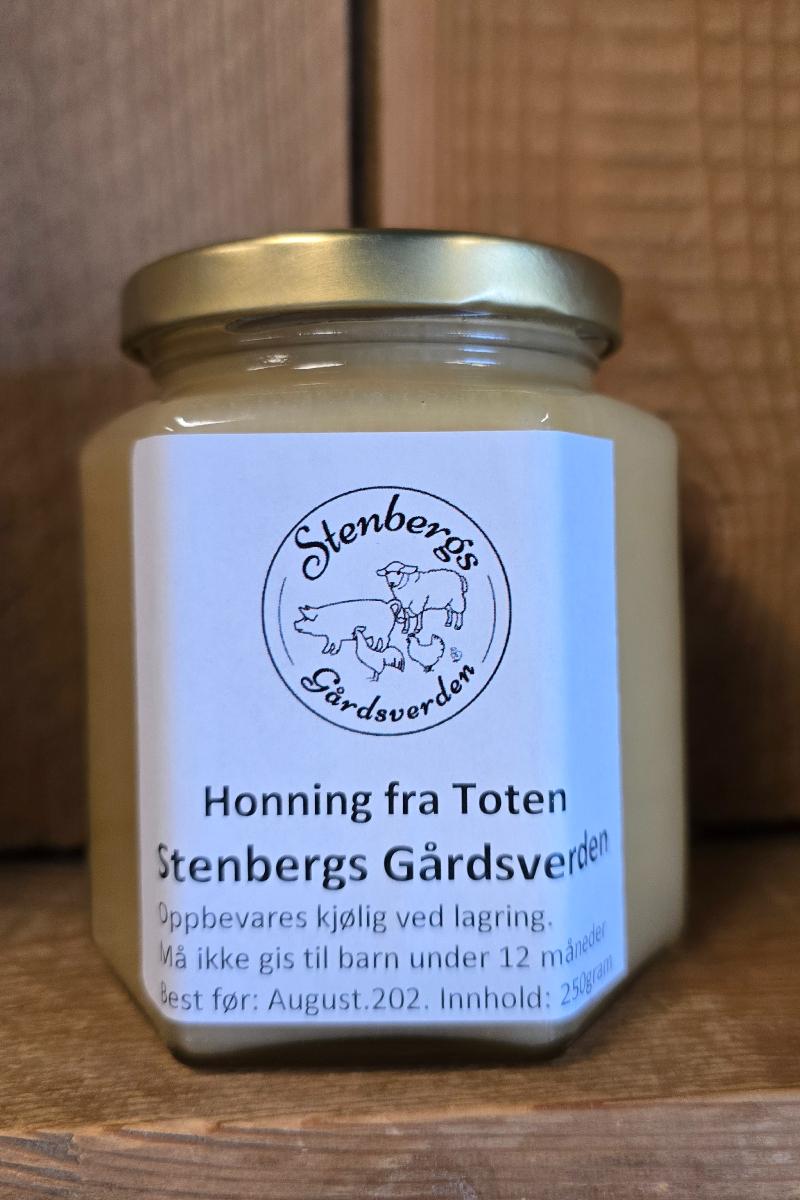 Stenbergs
Gårdsverden
Honning fra Toten
Stenbergs Gårdsverden
Oppbevares kjølig ved lagring.
Må ikke gis til barn under 12 måneder
Best før: August.202. Innhold: 250gram